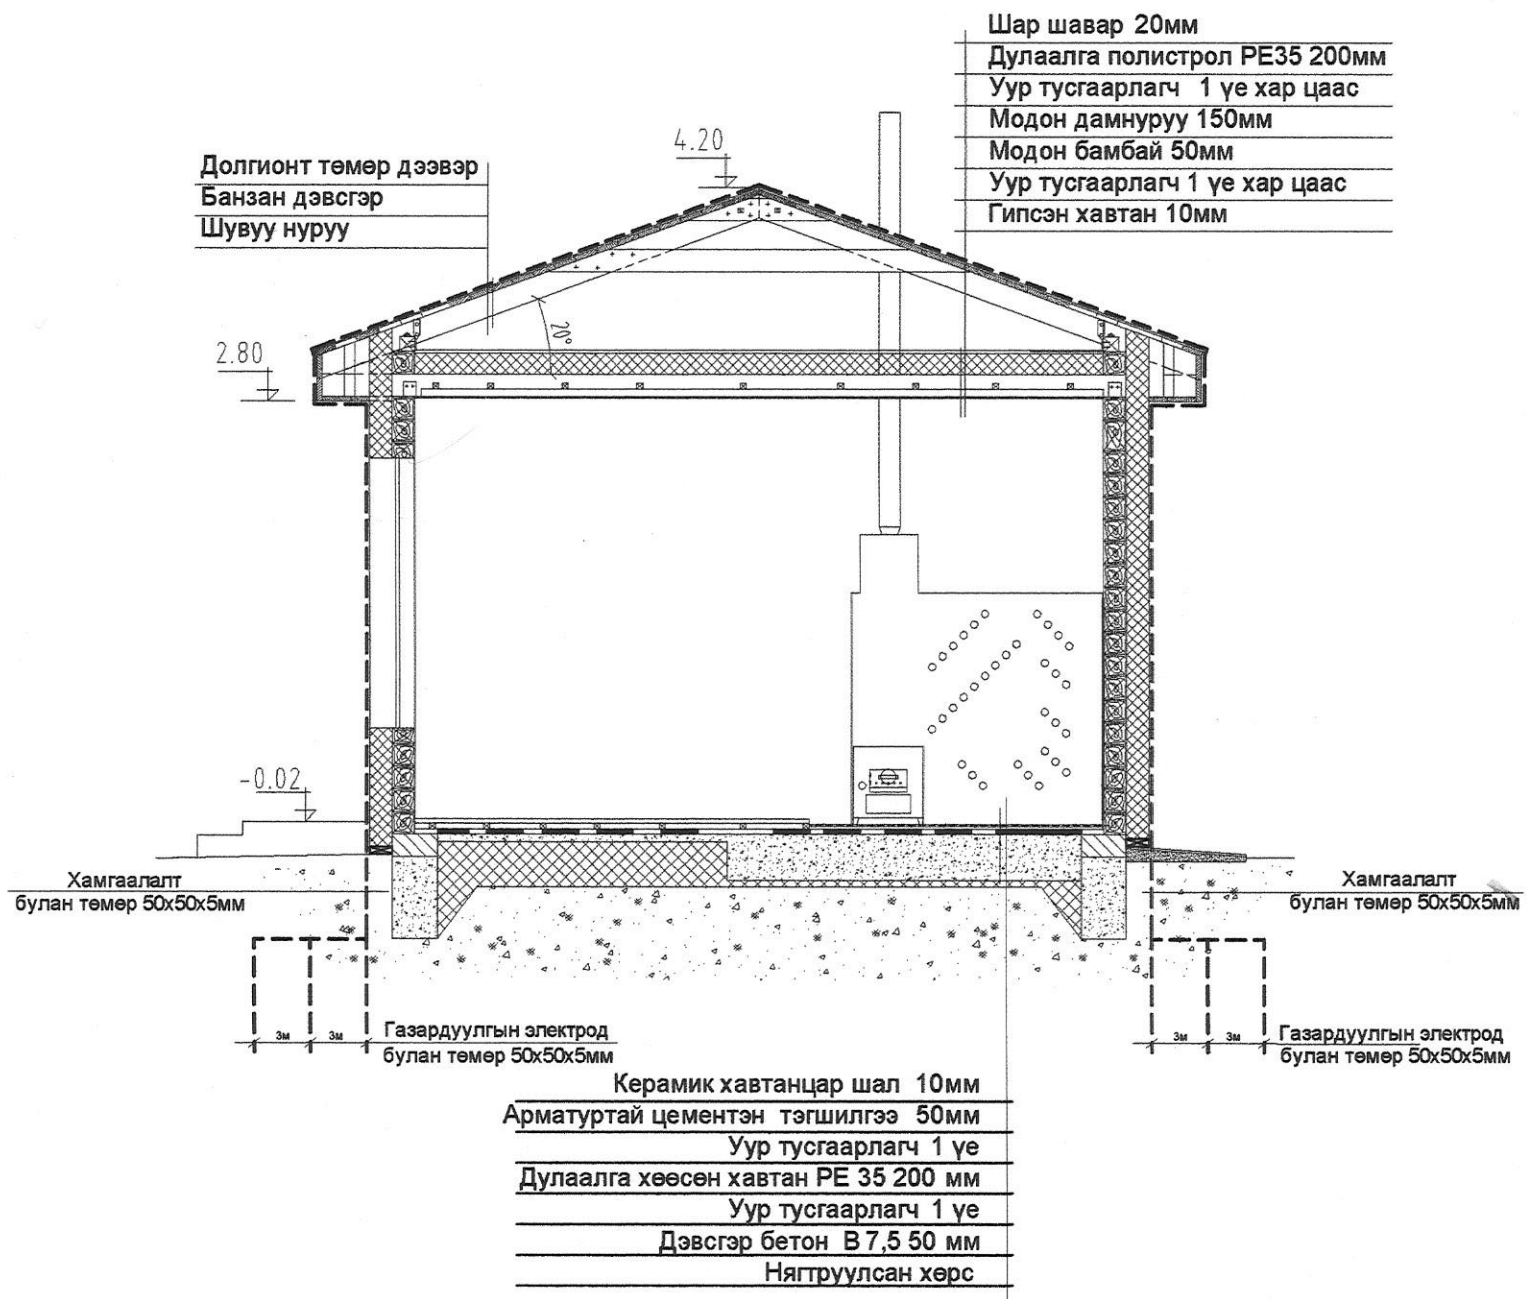 Шар шавар 20мм
Дулаалга полистрол РЕ35 200мм
Уур тусгаарлагч 1 үе хар цаас
Модон дамнуруу 150мм
Модон бамбай 50мм
Уур тусгаарлагч 1 үе хар цаас
Гипсэн хавтан 10мм
4.20
Долгионт төмөр дээвэр
Банзан дэвсгэр
Шувуу нуруу
20°
2.80
-0.02
Хамгаалалт
булан төмөр 50х50х5мм
Хамгаалалт
булан төмөр 50х50х5мм
3м 3м
Газардуулгын электрод
булан төмөр 50х50х5мм
3м 3м
Газардуулгын электрод
булан төмөр 50х50х5мм
Керамик хавтанцар шал 10мм
Арматуртай цементэн тэгшилгээ 50мм
Уур тусгаарлагч 1 үе
Дулаалга хөөсөн хавтан РЕ 35 200 мм
Уур тусгаарлагч 1 үе
Дэвсгэр бетон В 7,5 50 мм
Нягтруулсан хөрс